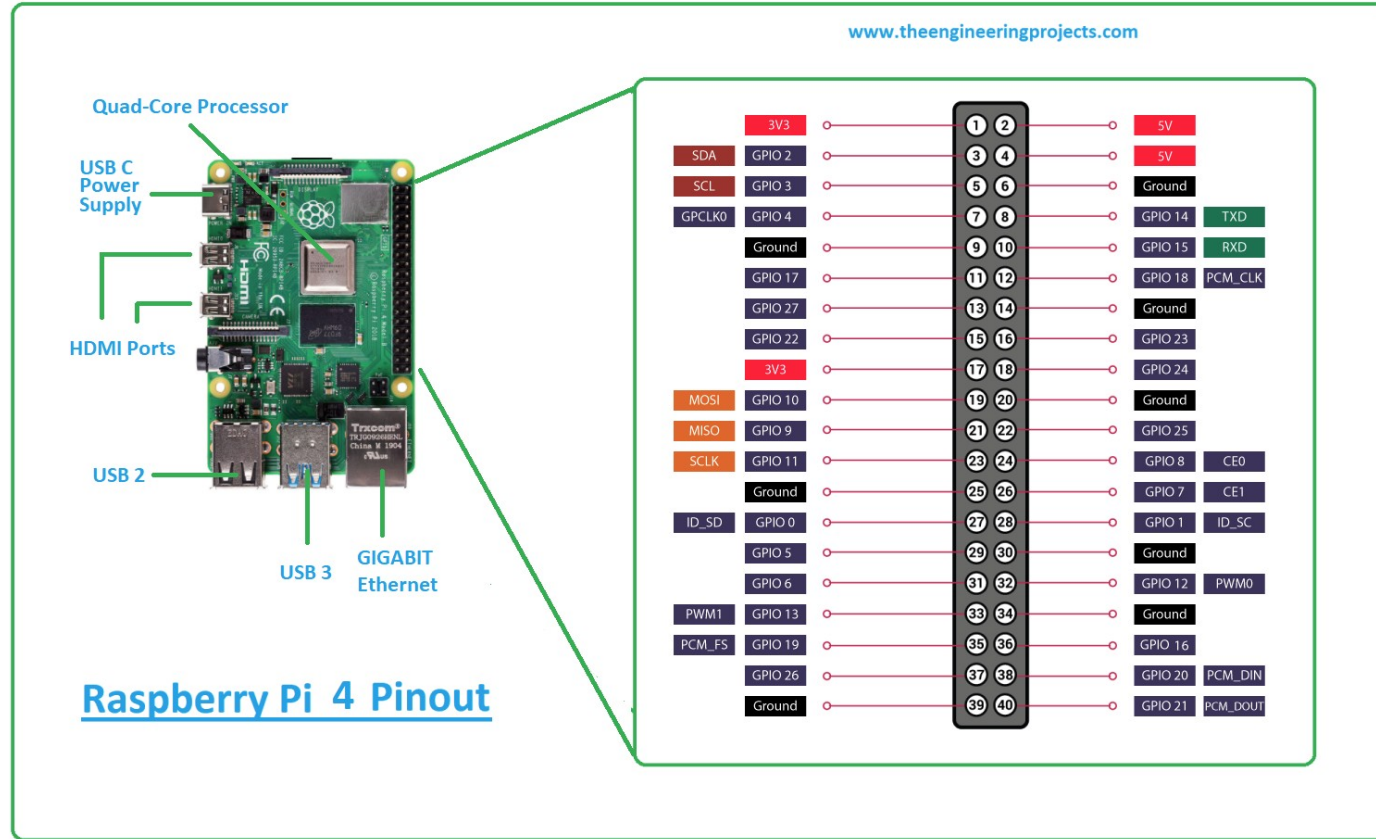 www.theengineeringprojects.com
Quad-Core Processor
USB C
Power
Supply
HDMI Ports
USB 2
USB 3
GIGABIT
Ethernet
Raspberry Pi 4 Pinout
DISPLAY
HDMI
CAMERA
Trxcom®
China M 1904
3V3 1 2 5V
SDA GPIO 2 3 4 5V
SCL GPIO 3 5 6 Ground
GPCLK0 GPIO 4 7 8 GPIO 14 TXD
Ground 9 10 GPIO 15 RXD
GPIO 17 11 12 GPIO 18 PCM_CLK
GPIO 27 13 14 Ground
GPIO 22 15 16 GPIO 23
3V3 17 18 GPIO 24
MOSI GPIO 10 19 20 Ground
MISO GPIO 9 21 22 GPIO 25
SCLK GPIO 11 23 24 GPIO 8 CE0
Ground 25 26 GPIO 7 CE1
ID_SD GPIO 0 27 28 GPIO 1 ID_SC
GPIO 5 29 30 Ground
GPIO 6 31 32 GPIO 12 PWM0
PWM1 GPIO 13 33 34 Ground
PCM_FS GPIO 19 35 36 GPIO 16
GPIO 26 37 38 GPIO 20 PCM_DIN
Ground 39 40 GPIO 21 PCM_DOUT